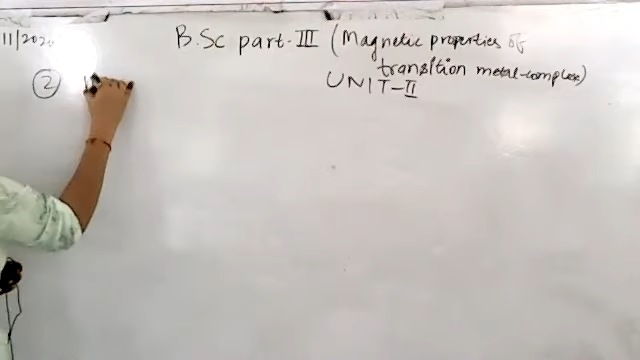 11/2020
B.Sc part-III (Magnetic properties of
transition metal-complex)
UNIT-II
2